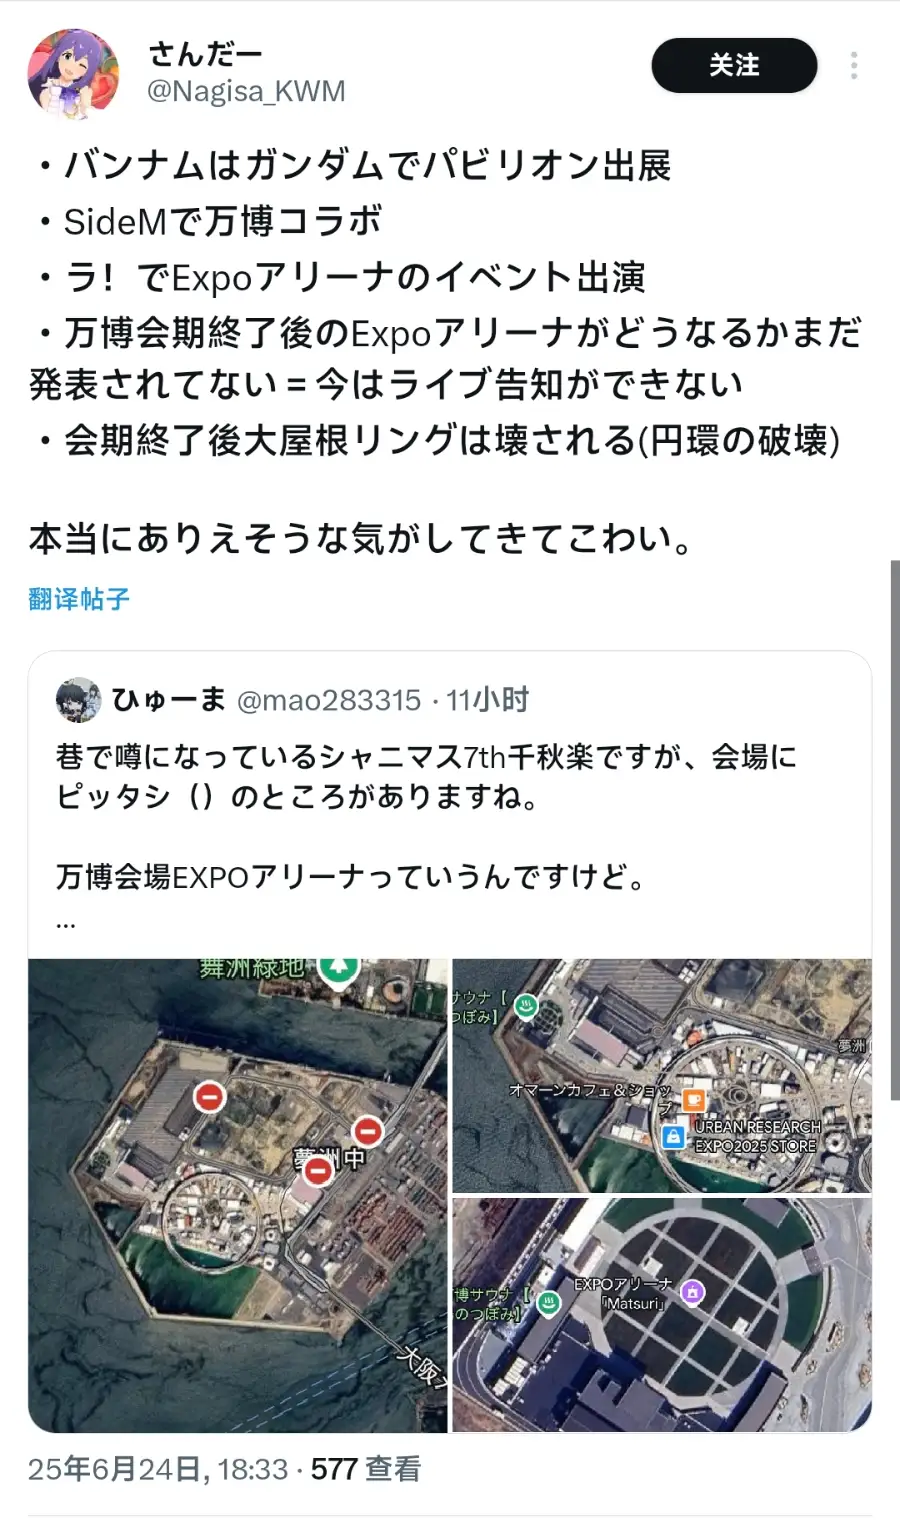 さんだー
@Nagisa_KWM
关注
・バンナムはガンダムでパビリオン出展
・SideMで万博コラボ
・ラ！でExpoアリーナのイベント出演
・万博会期終了後のExpoアリーナがどうなるかまだ
発表されてない = 今はライブ告知ができない
・会期終了後大屋根リングは壊される(円環の破壊)
本当にありえそうな気がしてきてこわい。
翻译帖子
ひゅーま @mao283315 · 11小时
巷で噂になっているシャニマス7th千秋楽ですが、会場に
ピッタシ（）のところがありますね。
万博会場EXPOアリーナっていうんですけど。
...
舞洲緑地
夢洲中
大阪
サウナ【
つぼみ】
夢洲
オマーンカフェ＆ショッ
プ
URBAN RESEARCH
EXPO2025 STORE
博サウナ【
のつぼみ】
EXPOアリーナ
「Matsuri」
25年6月24日, 18:33 · 577 查看